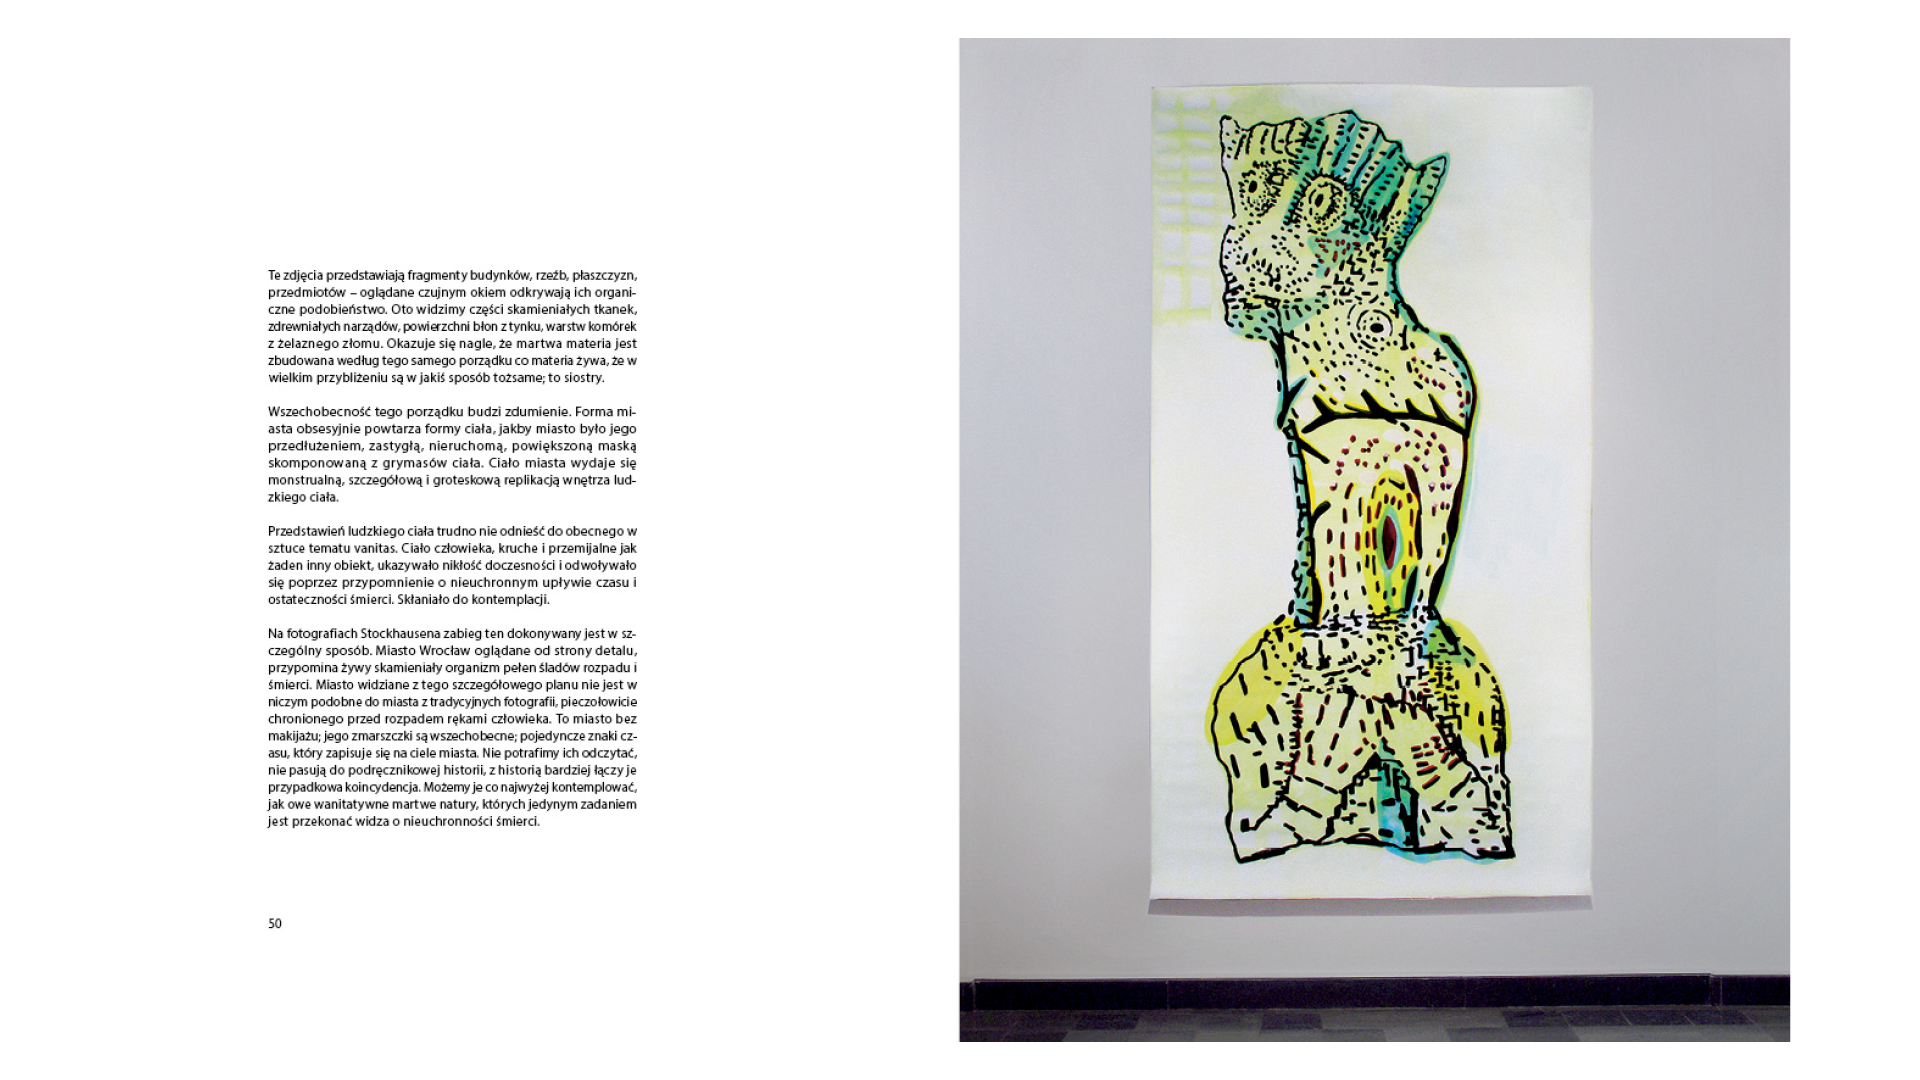 Te zdjęcia przedstawiają fragmenty budynków, rzeźb, płaszczyzn,
przedmiotów – oglądane czujnym okiem odkrywają ich organi-
czne podobieństwo. Oto widzimy części skamieniałych tkanek,
zdrewniałych narządów, powierzchni błon z tynku, warstw komórek
z żelaznego złomu. Okazuje się nagle, że martwa materia jest
zbudowana według tego samego porządku co materia żywa, że w
wielkim przybliżeniu są w jakiś sposób tożsame; to siostry.
Wszechobecność tego porządku budzi zdumienie. Forma mi-
asta obsesyjnie powtarza formy ciała, jakby miasto było jego
przedłużeniem, zastygłą, nieruchomą, powiększoną maską
skomponowaną z grymasów ciała. Ciało miasta wydaje się
monstrualną, szczegółową i groteskową replikacją wnętrza lud-
zkiego ciała.
Przedstawień ludzkiego ciała trudno nie odnieść do obecnego w
sztuce tematu vanitas. Ciało człowieka, kruche i przemijalne jak
żaden inny obiekt, ukazywało nikłość doczesności i odwoływało
się poprzez przypomnienie o nieuchronnym upływie czasu i
ostateczności śmierci. Skłaniało do kontemplacji.
Na fotografiach Stockhausena zabieg ten dokonywany jest w sz-
czególny sposób. Miasto Wrocław oglądane od strony detalu,
przypomina żywy skamieniały organizm pełen śladów rozpadu i
śmierci. Miasto widziane z tego szczegółowego planu nie jest w
niczym podobne do miasta z tradycyjnych fotografii, pieczołowicie
chronionego przed rozpadem rękami człowieka. To miasto bez
makijażu; jego zmarszczki są wszechobecne; pojedyncze znaki cz-
asu, który zapisuje się na ciele miasta. Nie potrafimy ich odczytać,
nie pasują do podręcznikowej historii, z historią bardziej łączy je
przypadkowa koincydencja. Możemy je co najwyżej kontemplować,
jak owe wanitatywne martwe natury, których jedynym zadaniem
jest przekonać widza o nieuchronności śmierci.
50